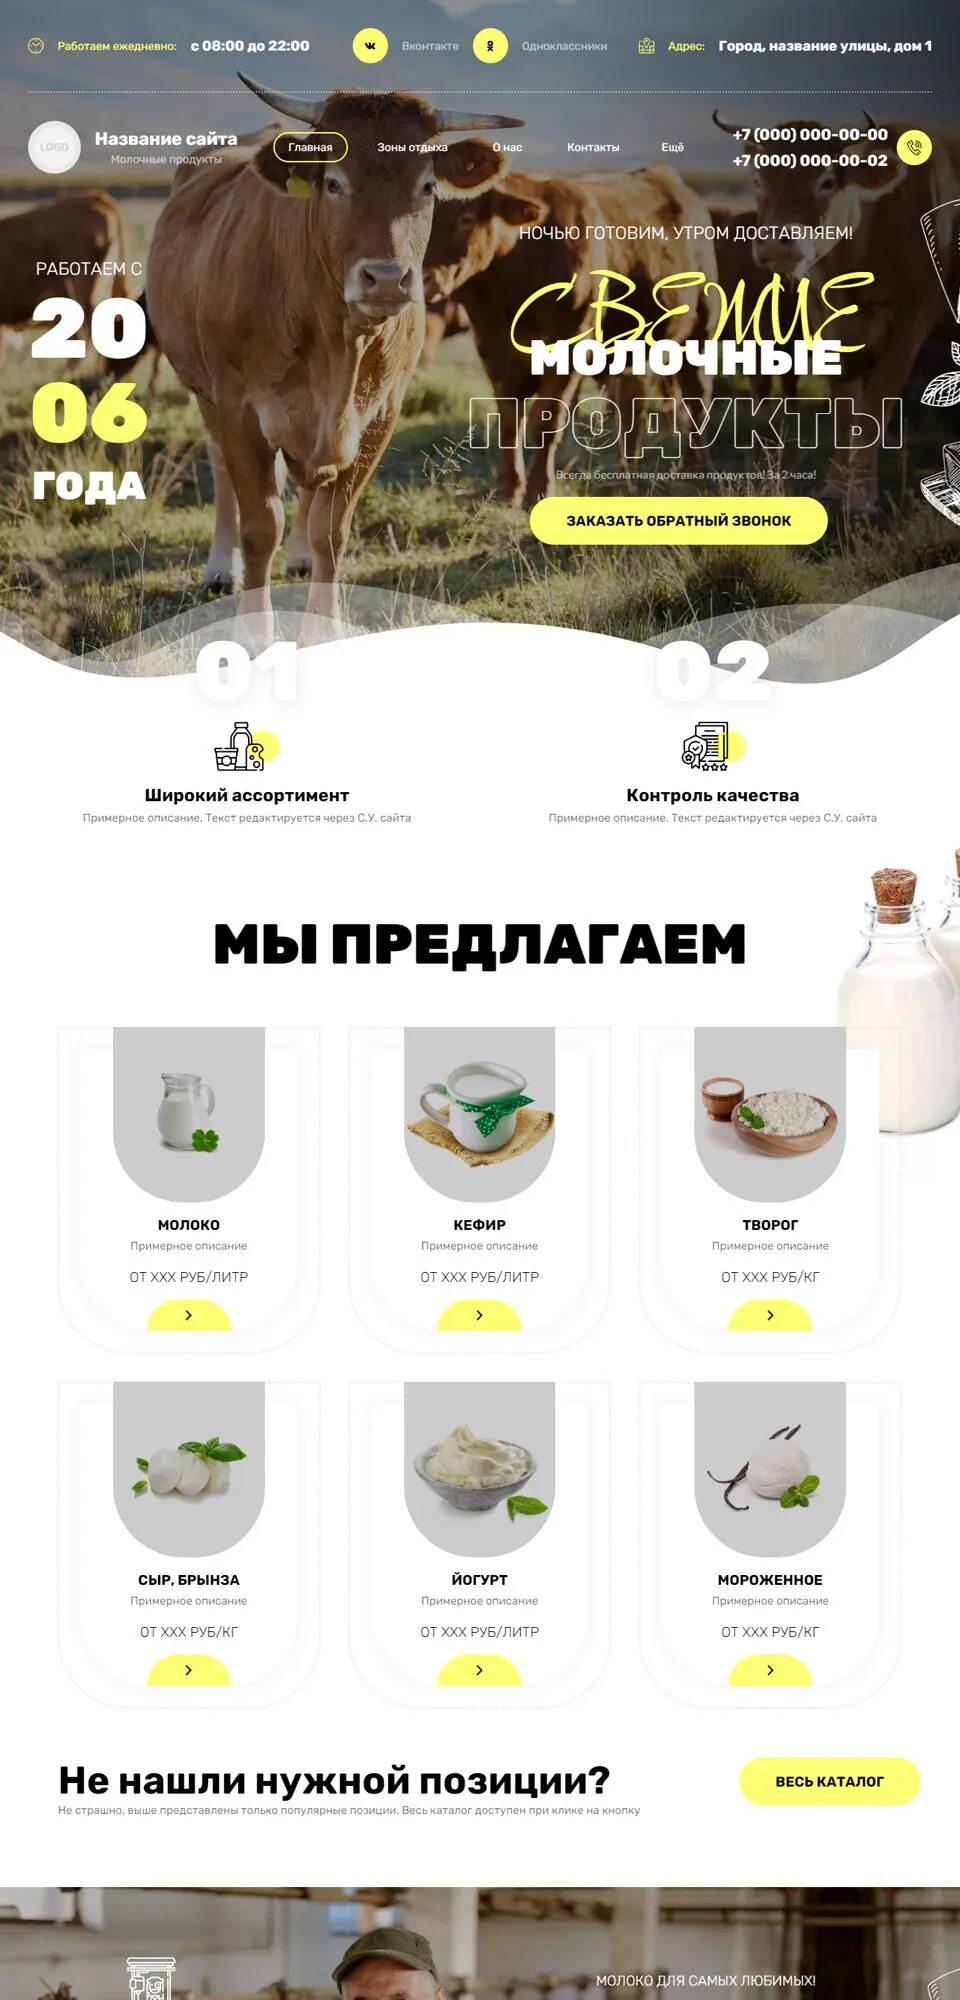 Работаем ежедневно: с 08:00 до 22:00
Вконтакте
Одноклассники
Адрес: Город, название улицы, дом 1
LOGO
Название сайта
Молочные продукты
Главная
Зоны отдыха
О нас
Контакты
Ещё
+7 (000) 000-00-00
+7 (000) 000-00-02
РАБОТАЕМ С
20
06
ГОДА
НОЧЬЮ ГОТОВИМ, УТРОМ ДОСТАВЛЯЕМ!
СВЕЖИЕ
МОЛОЧНЫЕ
ПРОДУКТЫ
Всегда бесплатная доставка продуктов! За 2 часа!
ЗАКАЗАТЬ ОБРАТНЫЙ ЗВОНОК
01
Широкий ассортимент
Примерное описание. Текст редактируется через С.У. сайта
02
Контроль качества
Примерное описание. Текст редактируется через С.У. сайта
МЫ ПРЕДЛАГАЕМ
МОЛОКО
Примерное описание
ОТ XXX РУБ/ЛИТР
КЕФИР
Примерное описание
ОТ XXX РУБ/ЛИТР
ТВОРОГ
Примерное описание
ОТ XXX РУБ/КГ
СЫР, БРЫНЗА
Примерное описание
ОТ XXX РУБ/КГ
ЙОГУРТ
Примерное описание
ОТ XXX РУБ/ЛИТР
МОРОЖЕННОЕ
Примерное описание
ОТ XXX РУБ/КГ
Не нашли нужной позиции?
Не страшно, выше представлены только популярные позиции. Весь каталог доступен при клике на кнопку
ВЕСЬ КАТАЛОГ
МОЛОКО ДЛЯ САМЫХ ЛЮБИМЫХ!